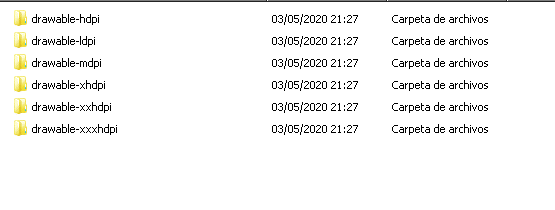 drawable-hdpi 03/05/2020 21:27 Carpeta de archivos
drawable-ldpi 03/05/2020 21:27 Carpeta de archivos
drawable-mdpi 03/05/2020 21:27 Carpeta de archivos
drawable-xhdpi 03/05/2020 21:27 Carpeta de archivos
drawable-xxhdpi 03/05/2020 21:27 Carpeta de archivos
drawable-xxxhdpi 03/05/2020 21:27 Carpeta de archivos